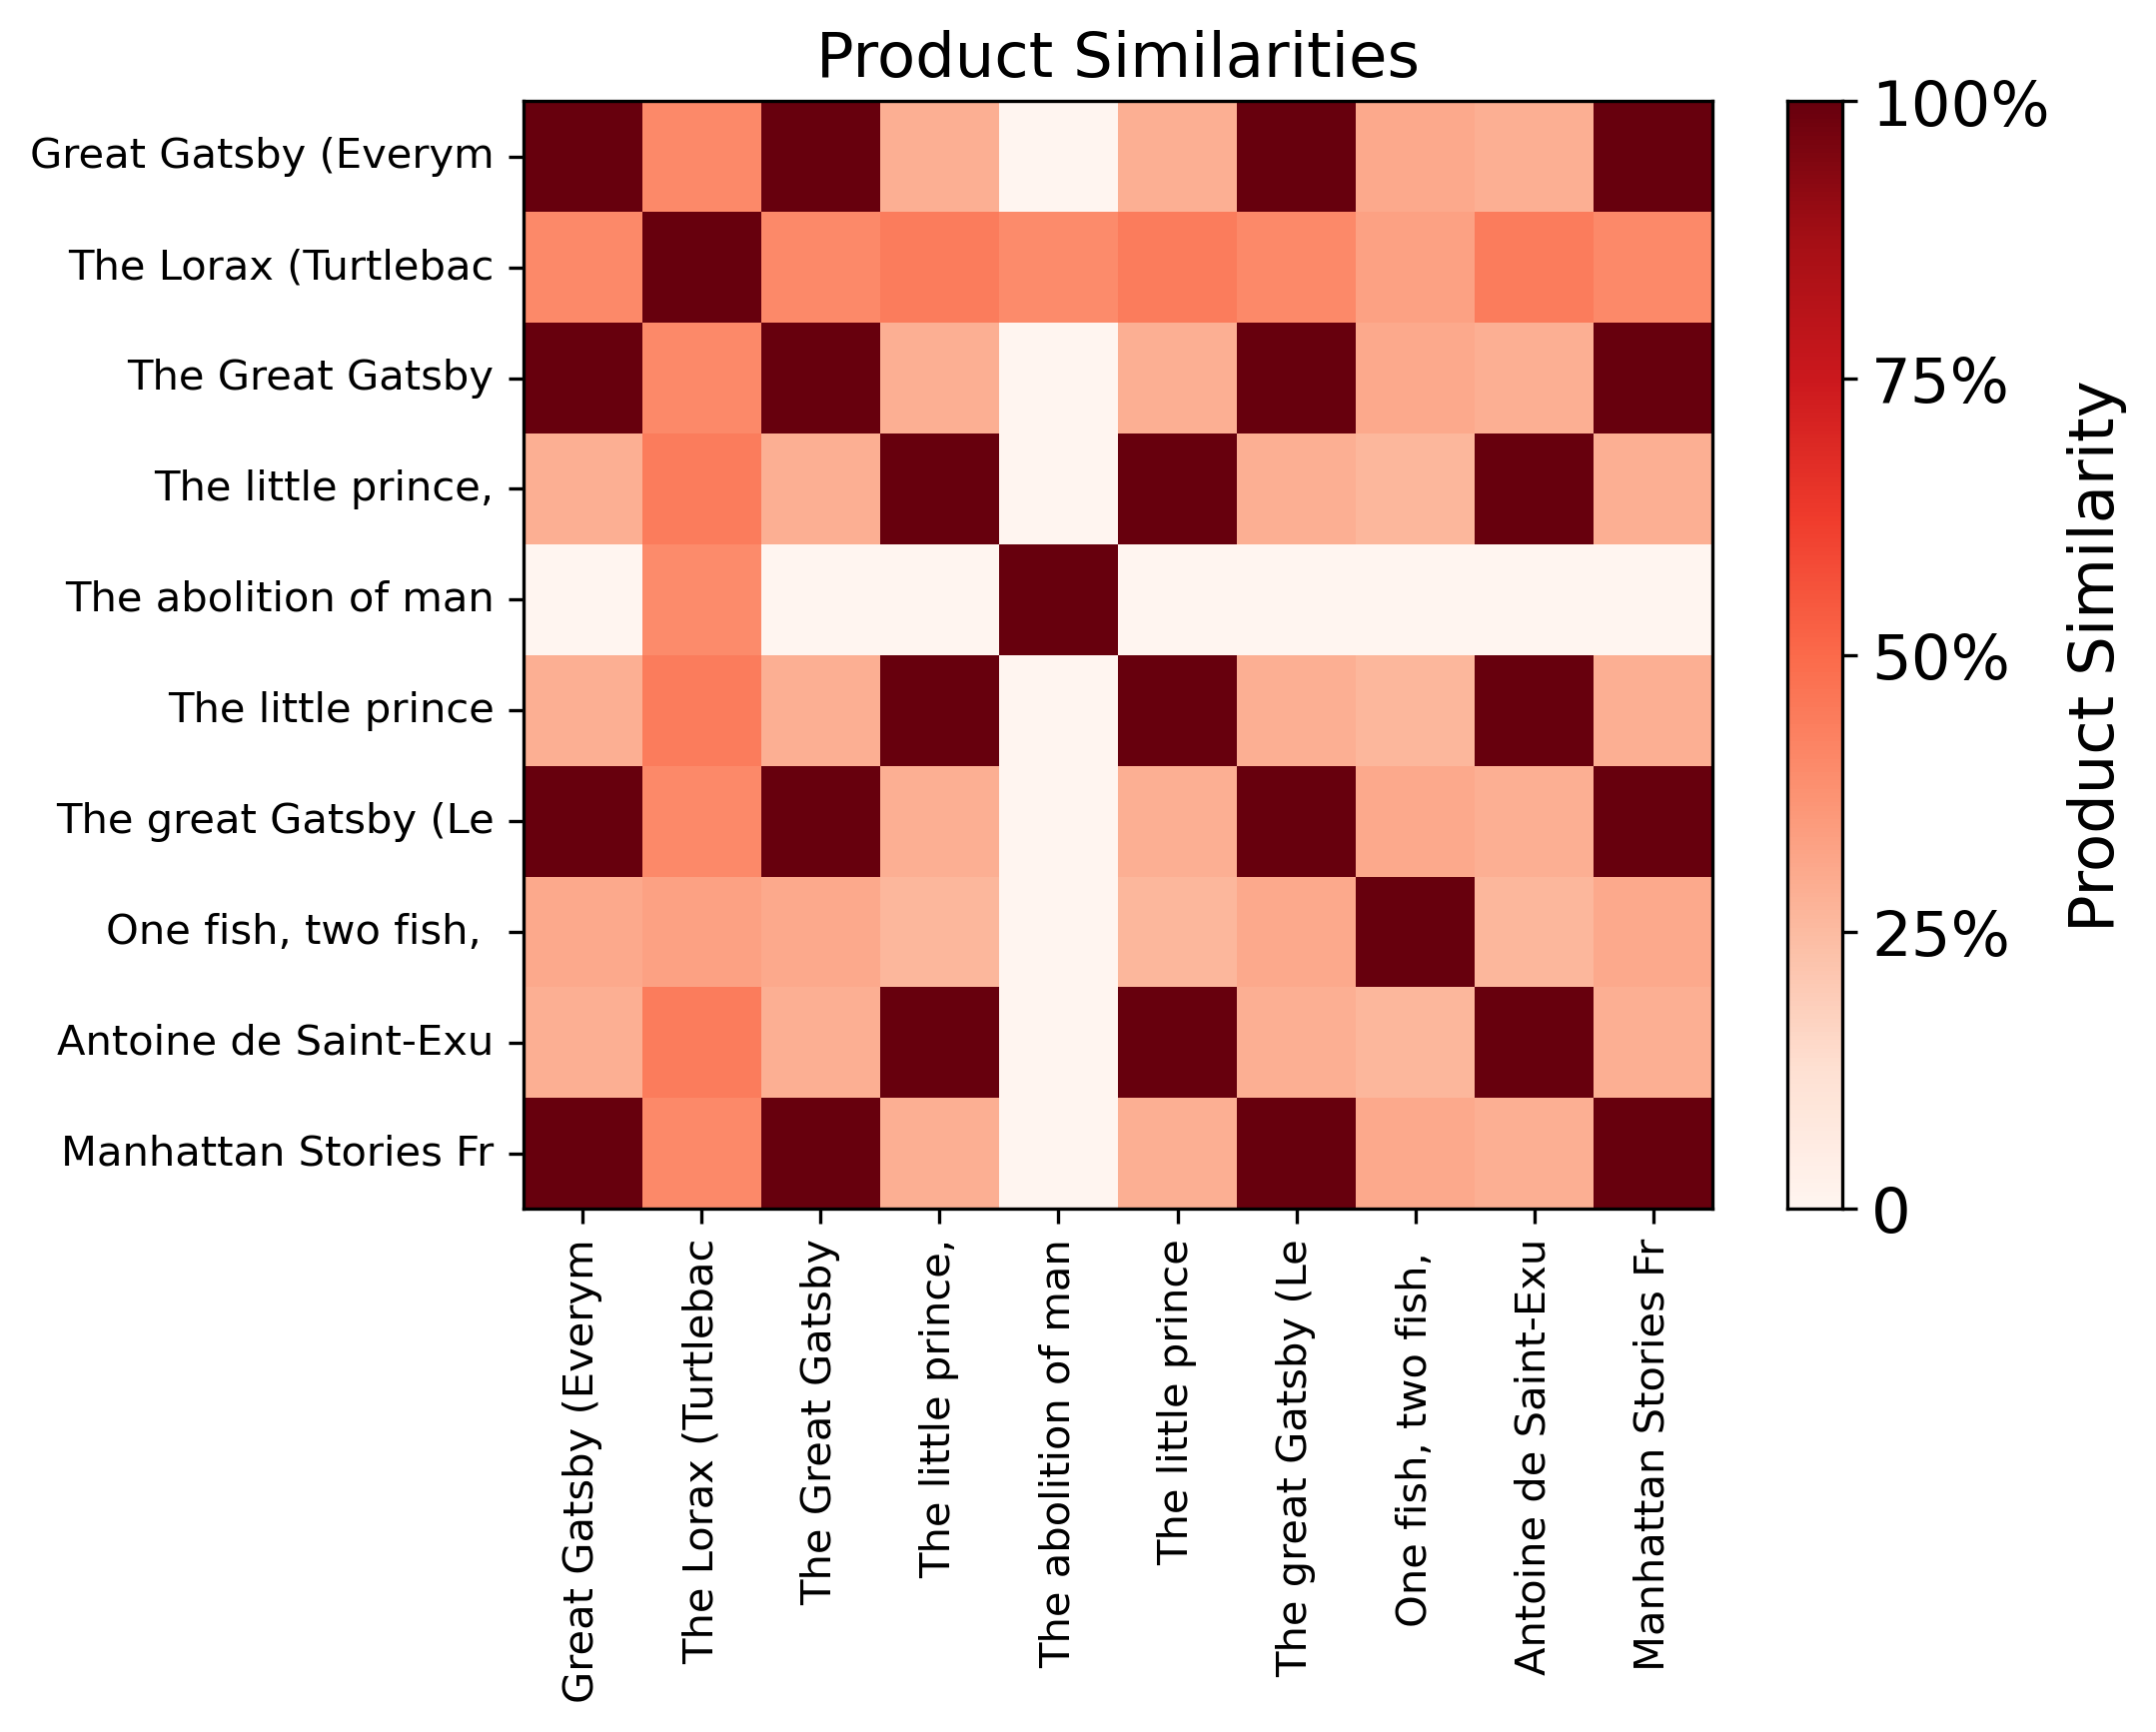 Product Similarities
Great Gatsby (Everym
The Lorax (Turtlebac
The Great Gatsby
The little prince,
The abolition of man
The little prince
The great Gatsby (Le
One fish, two fish,
Antoine de Saint-Exu
Manhattan Stories Fr
Great Gatsby (Everym
The Lorax (Turtlebac
The Great Gatsby
The little prince,
The abolition of man
The little prince
The great Gatsby (Le
One fish, two fish,
Antoine de Saint-Exu
Manhattan Stories Fr
100%
75%
50%
25%
0
Product Similarity